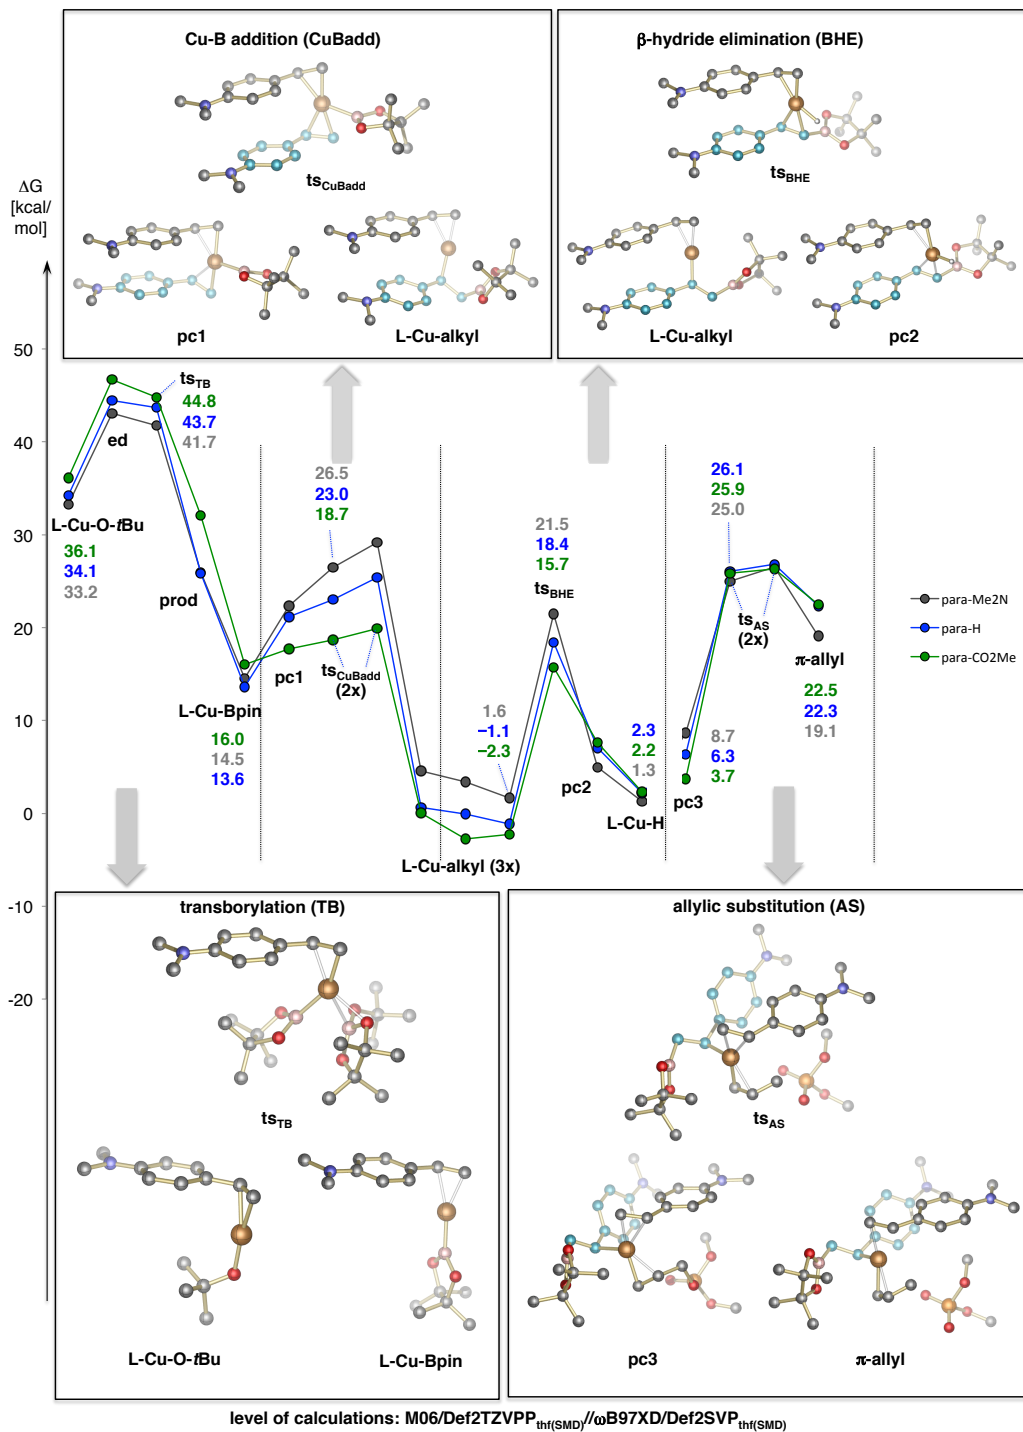 Cu-B addition (CuBadd)
β-hydride elimination (BHE)
ts_CuBadd
ts_BHE
pc1
L-Cu-alkyl
L-Cu-alkyl
pc2
ΔG
[kcal/
mol]
50
40
30
20
10
0
-10
-20
ts_TB
44.8
43.7
41.7
ed
L-Cu-O-tBu
36.1
34.1
33.2
prod
L-Cu-Bpin
16.0
14.5
13.6
26.5
23.0
18.7
pc1
ts_CuBadd
(2x)
1.6
−1.1
−2.3
L-Cu-alkyl (3x)
21.5
18.4
15.7
ts_BHE
pc2
2.3
2.2
1.3
L-Cu-H
8.7
6.3
3.7
pc3
26.1
25.9
25.0
ts_AS
(2x)
π-allyl
22.5
22.3
19.1
para-Me2N
para-H
para-CO2Me
transborylation (TB)
ts_TB
L-Cu-O-tBu
L-Cu-Bpin
allylic substitution (AS)
ts_AS
pc3
π-allyl
level of calculations: M06/Def2TZVPP_thf(SMD)//ωB97XD/Def2SVP_thf(SMD)